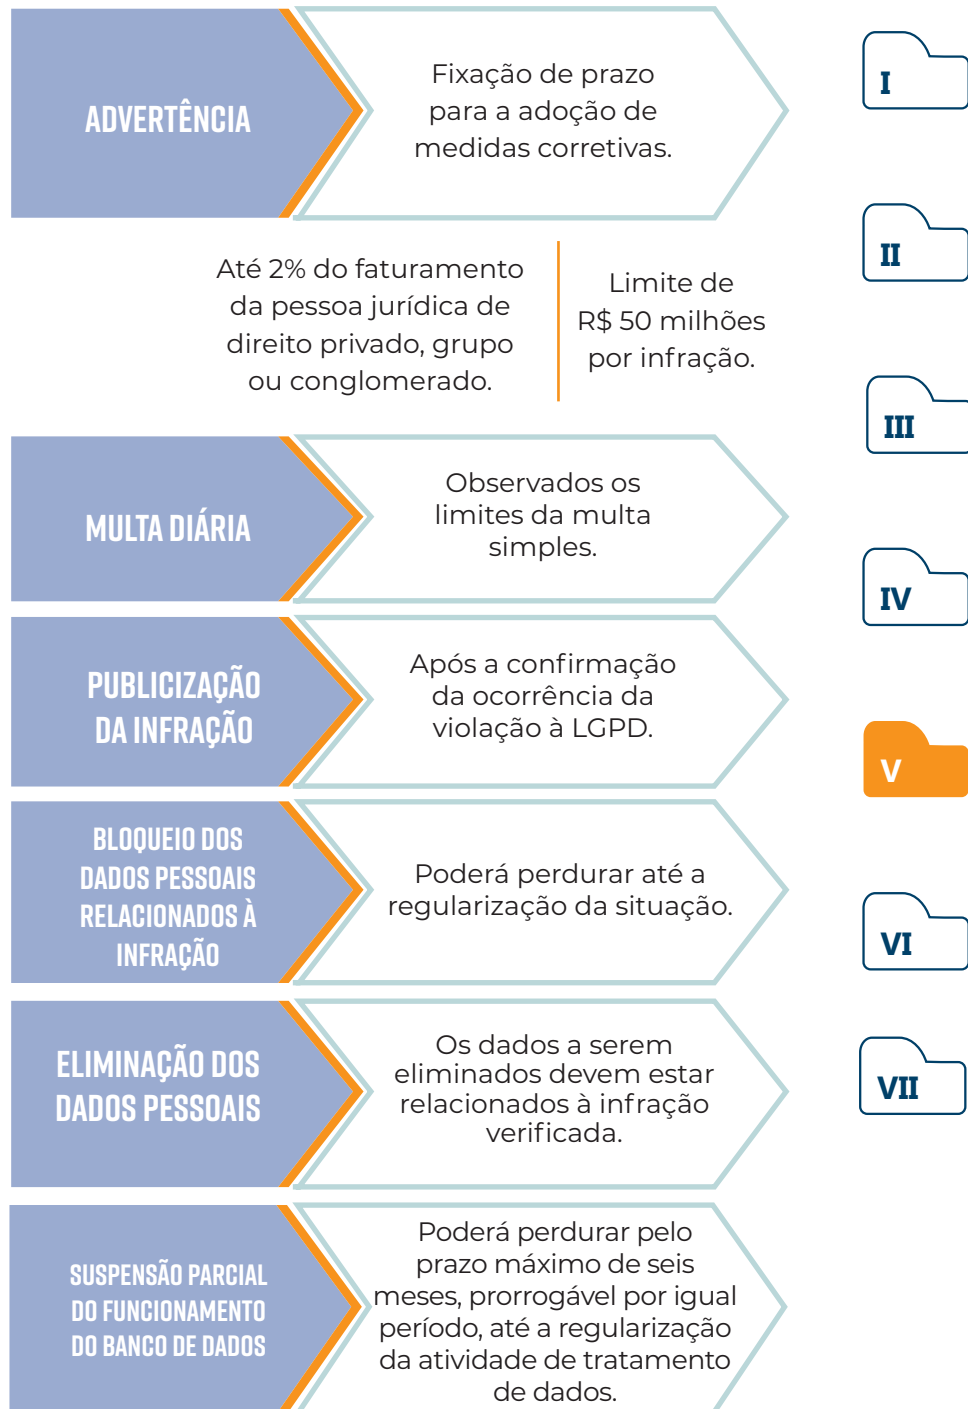 ADVERTÊNCIA
Fixação de prazo
para a adoção de
medidas corretivas.
Até 2% do faturamento
da pessoa jurídica de
direito privado, grupo
ou conglomerado.
Limite de
R$ 50 milhões
por infração.
MULTA DIÁRIA
Observados os
limites da multa
simples.
PUBLICIZAÇÃO
DA INFRAÇÃO
Após a confirmação
da ocorrência da
violação à LGPD.
BLOQUEIO DOS
DADOS PESSOAIS
RELACIONADOS À
INFRAÇÃO
Poderá perdurar até a
regularização da situação.
ELIMINAÇÃO DOS
DADOS PESSOAIS
Os dados a serem
eliminados devem estar
relacionados à infração
verificada.
SUSPENSÃO PARCIAL
DO FUNCIONAMENTO
DO BANCO DE DADOS
Poderá perdurar pelo
prazo máximo de seis
meses, prorrogável por igual
período, até a regularização
da atividade de tratamento
de dados.
I
II
III
IV
V
VI
VII